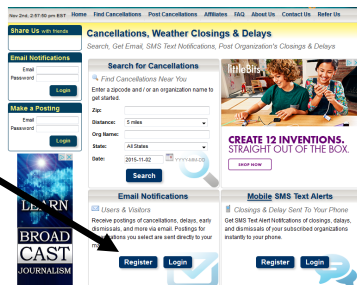 Nov 2nd, 2:57:50 pm EST Home Find Cancellations Post Cancellations Affiliates FAQ About Us Contact Us Refer Us
Share Us with friends
Email Notifications
Email
Password
Login
Make a Posting
Email
Password
Login
LEARN
BROAD
CAST
JOURNALISM
Cancellations, Weather Closings & Delays
Search, Get Email, SMS Text Notifications, Post Organization's Closings & Delays
Search for Cancellations
Find Cancellations Near You
Enter a zipcode and / or an organization name to
get started.
Zip:
Distance: 5 miles
Org Name:
State: All States
Date: 2015-11-02 YYYY-MM-DD
Search
littleBits
CREATE 12 INVENTIONS.
STRAIGHT OUT OF THE BOX.
SHOP NOW
Email Notifications
Users & Visitors
Receive postings of cancellations, delays, early
dismissals, and more via email. Postings for
you select are sent directly to your
Register Login
Mobile SMS Text Alerts
Closings & Delay Sent To Your Phone
Get SMS Text Alert Notifications of closings, delays,
and dismissals of your subscribed organizations
instantly to your phone.
Register Login